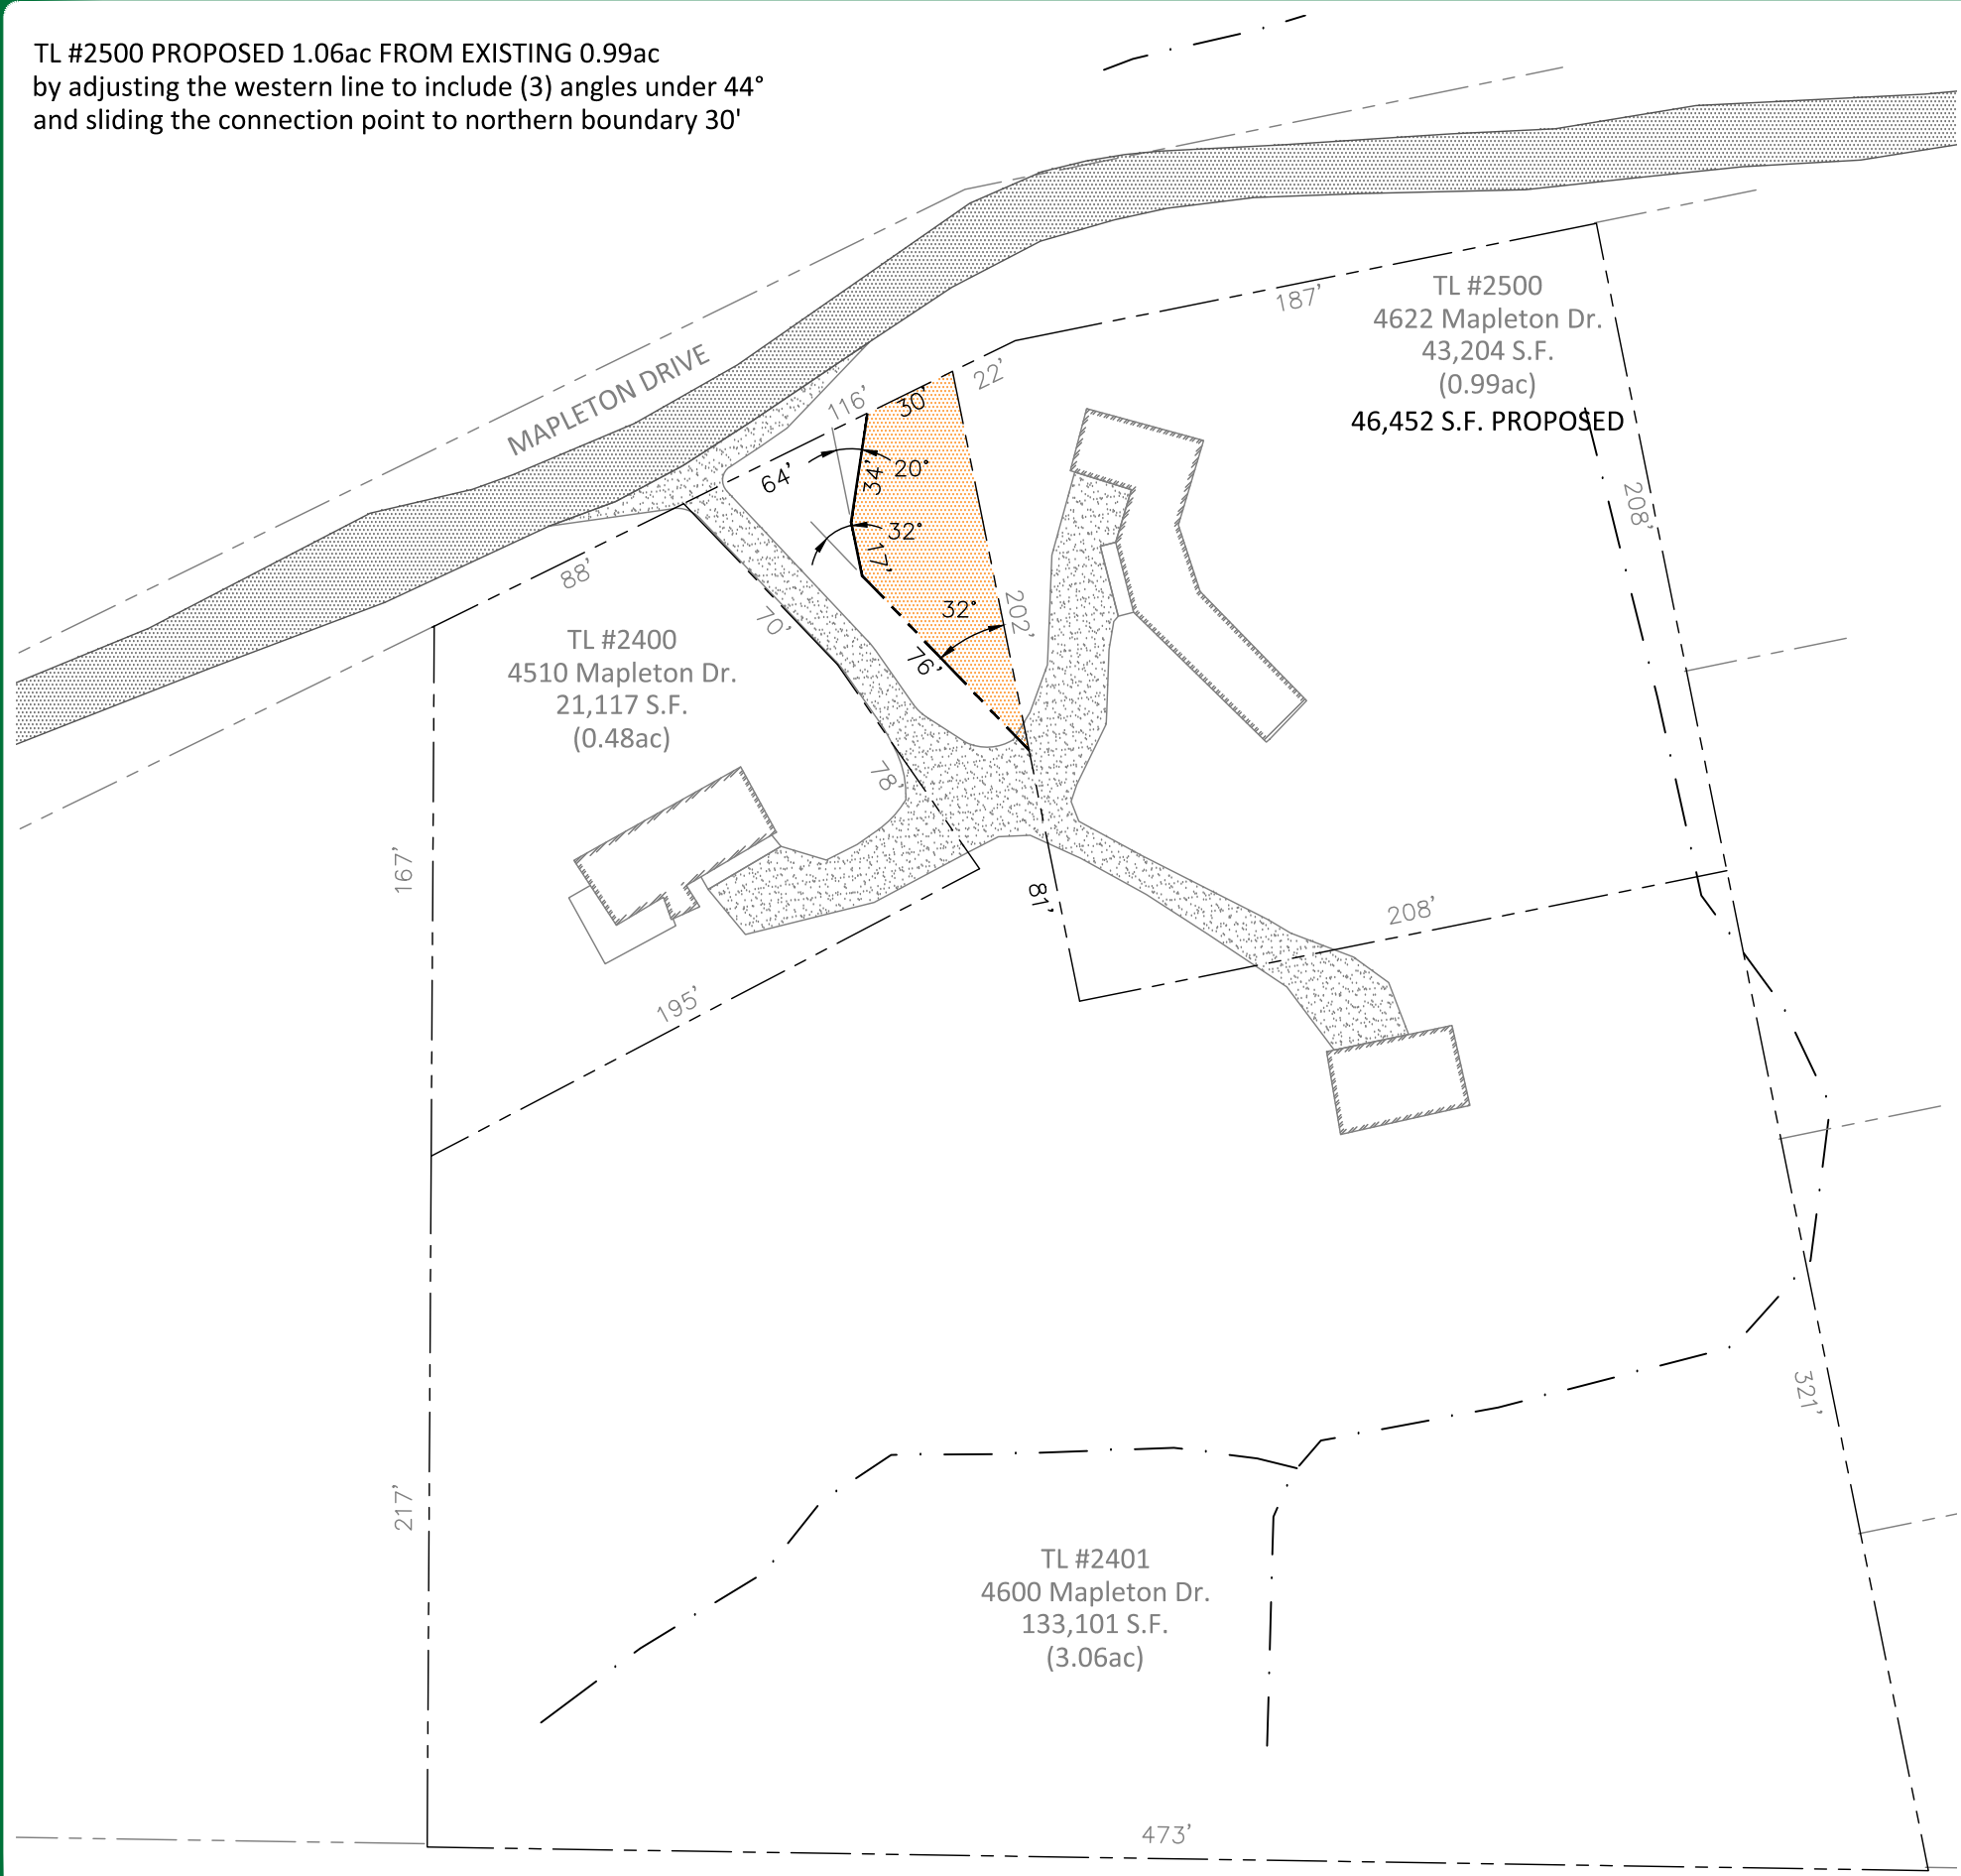 TL #2500 PROPOSED 1.06ac FROM EXISTING 0.99ac
by adjusting the western line to include (3) angles under 44°
and sliding the connection point to northern boundary 30'
MAPLETON DRIVE
187'
TL #2500
4622 Mapleton Dr.
43,204 S.F.
(0.99ac)
46,452 S.F. PROPOSED
22'
30'
116'
64'
34'
20°
32°
17'
32°
202'
76'
208'
88'
70'
TL #2400
4510 Mapleton Dr.
21,117 S.F.
(0.48ac)
78'
167'
81'
208'
195'
321'
217'
TL #2401
4600 Mapleton Dr.
133,101 S.F.
(3.06ac)
473'